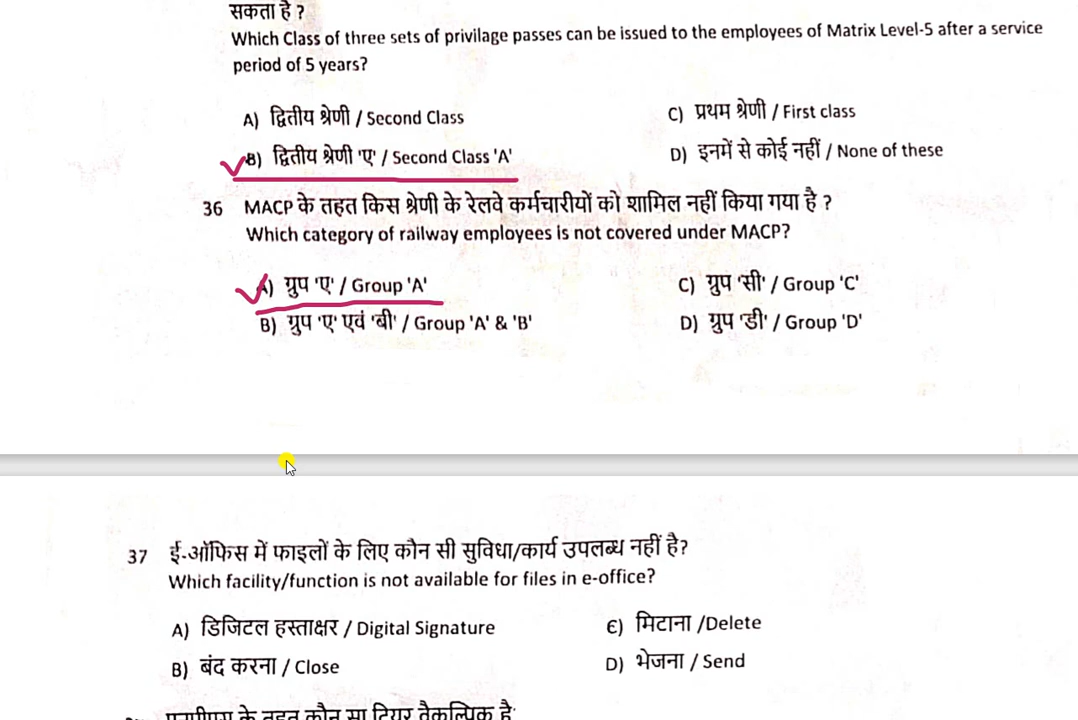 सकता है ?
Which Class of three sets of privilage passes can be issued to the employees of Matrix Level-5 after a service
period of 5 years?
A) द्वितीय श्रेणी / Second Class
C) प्रथम श्रेणी / First class
B) द्वितीय श्रेणी 'ए' / Second Class 'A'
D) इनमें से कोई नहीं / None of these
36 MACP के तहत किस श्रेणी के रेलवे कर्मचारीयों को शामिल नहीं किया गया है ?
Which category of railway employees is not covered under MACP?
A) ग्रुप 'ए' / Group 'A'
C) ग्रुप 'सी' / Group 'C'
B) ग्रुप 'ए' एवं 'बी' / Group 'A' & 'B'
D) ग्रुप 'डी' / Group 'D'
37 ई-ऑफिस में फाइलों के लिए कौन सी सुविधा/कार्य उपलब्ध नहीं है?
Which facility/function is not available for files in e-office?
A) डिजिटल हस्ताक्षर / Digital Signature
C) मिटाना /Delete
B) बंद करना / Close
D) भेजना / Send
के तहत कौन सा टियर वैकल्पिक है